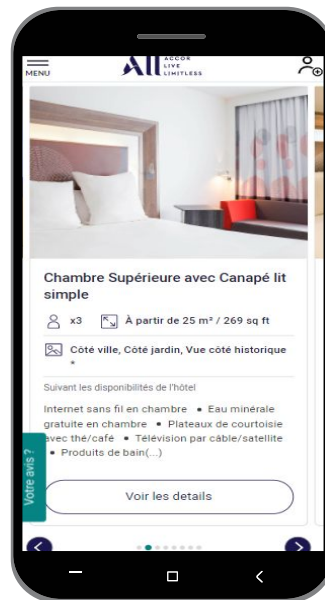 MENU
ALL ACCOR
LIVE
LIMITLESS
Chambre Supérieure avec Canapé lit
simple
x3 À partir de 25 m² / 269 sq ft
Côté ville, Côté jardin, Vue côté historique
*
Suivant les disponibilités de l'hôtel
Internet sans fil en chambre • Eau minérale
gratuite en chambre • Plateaux de courtoisie
avec thé/café • Télévision par câble/satellite
• Produits de bain(...)
Votre avis ?
Voir les details